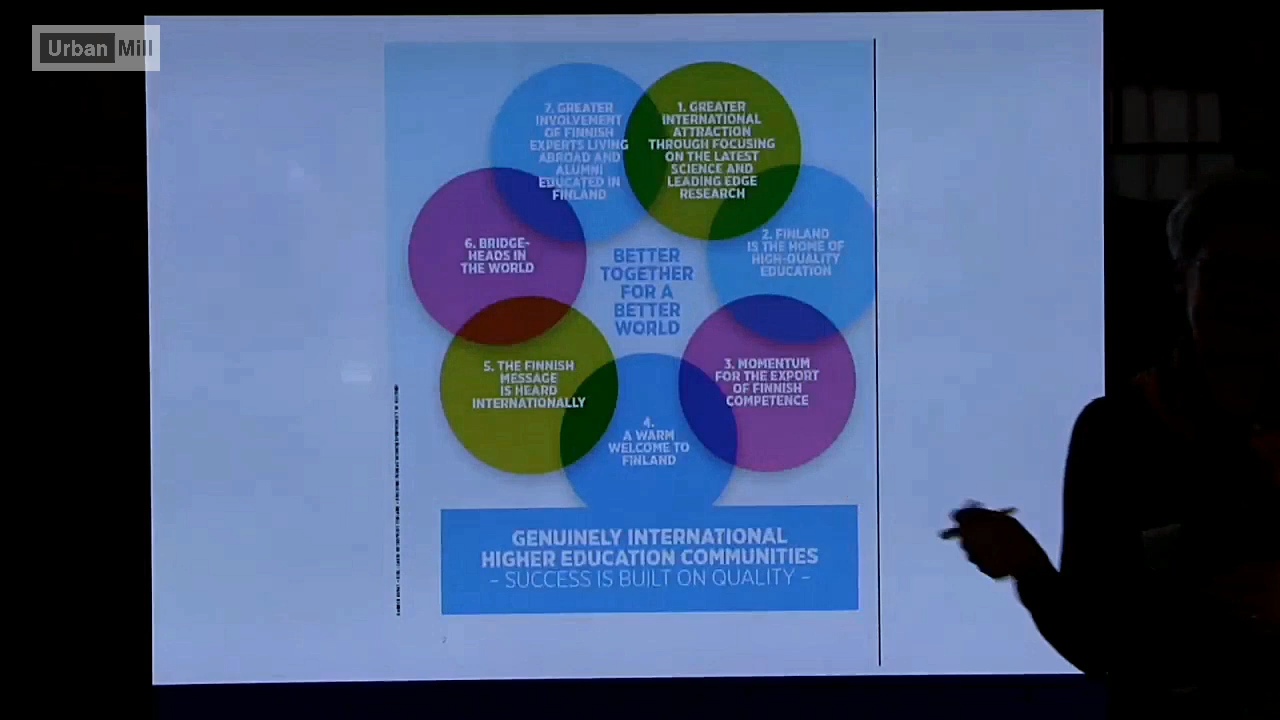 Urban Mill
7. GREATER
INVOLVEMENT
OF FINNISH
EXPERTS LIVING
ABROAD AND
ALUMNI
EDUCATED IN
FINLAND
1. GREATER
INTERNATIONAL
ATTRACTION
THROUGH FOCUSING
ON THE LATEST
SCIENCE AND
LEADING EDGE
RESEARCH
2. FINLAND
IS THE HOME OF
HIGH-QUALITY
EDUCATION
6. BRIDGE-
HEADS IN
THE WORLD
BETTER
TOGETHER
FOR A
BETTER
WORLD
5. THE FINNISH
MESSAGE
IS HEARD
INTERNATIONALLY
3. MOMENTUM
FOR THE EXPORT
OF FINNISH
COMPETENCE
4.
A WARM
WELCOME TO
FINLAND
GENUINELY INTERNATIONAL
HIGHER EDUCATION COMMUNITIES
– SUCCESS IS BUILT ON QUALITY –